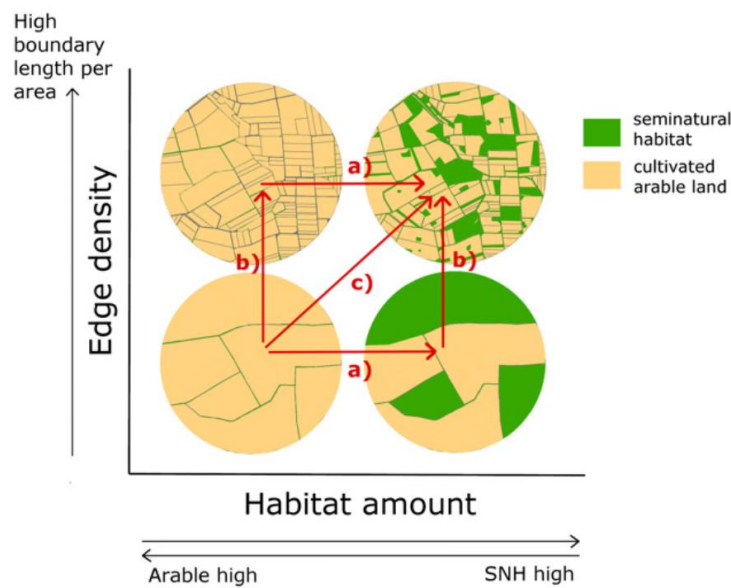 High
boundary
length per
area
Edge density
seminatural
habitat
cultivated
arable land
a)
b)
c)
b)
a)
Habitat amount
Arable high
SNH high